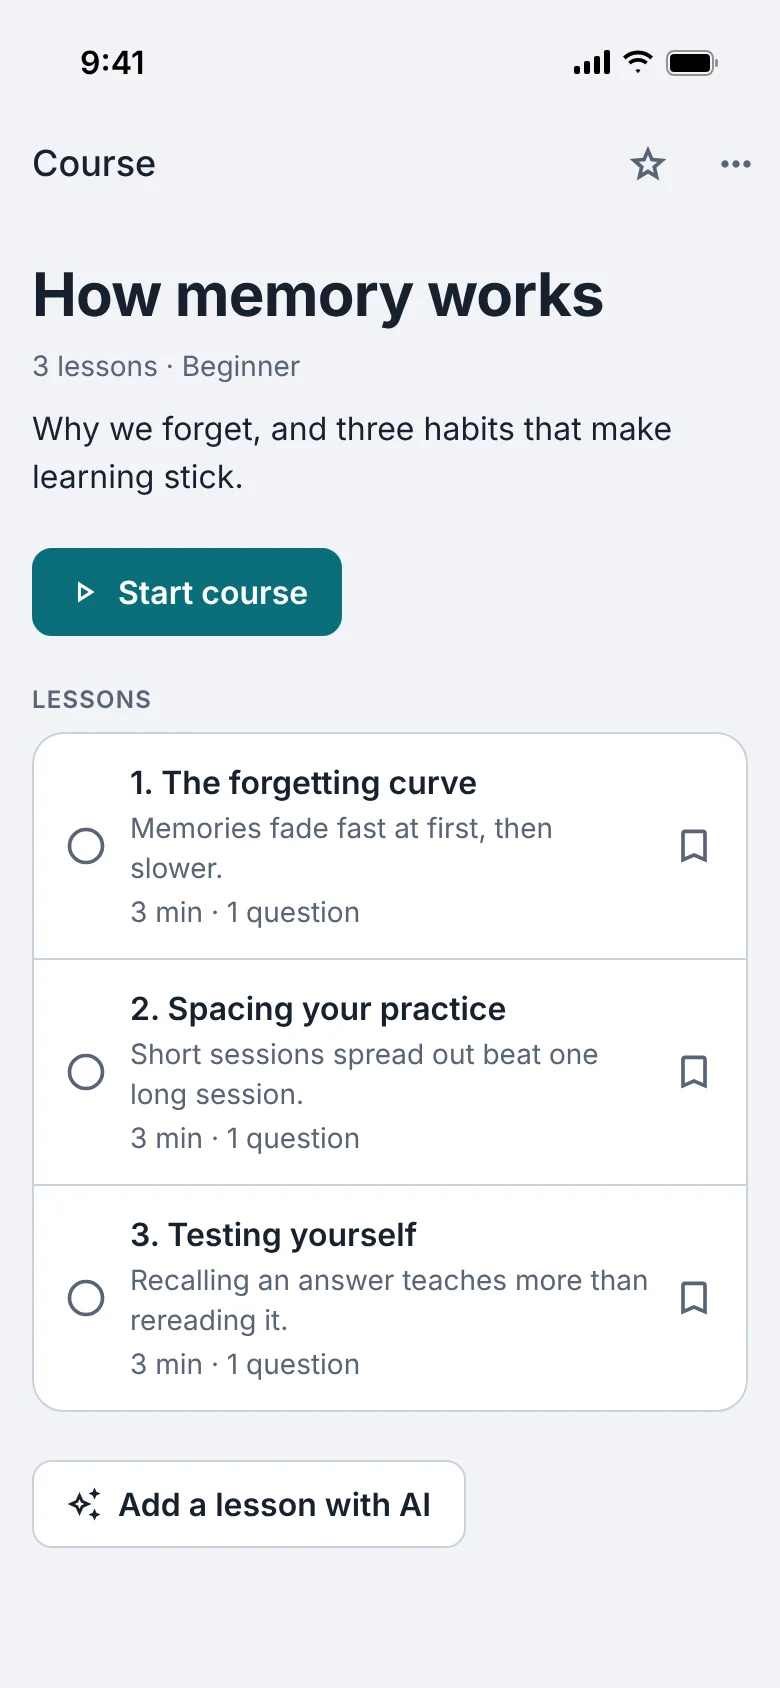 9:41
Course
How memory works
3 lessons · Beginner
Why we forget, and three habits that make
learning stick.
Start course
LESSONS
1. The forgetting curve
Memories fade fast at first, then
slower.
3 min · 1 question
2. Spacing your practice
Short sessions spread out beat one
long session.
3 min · 1 question
3. Testing yourself
Recalling an answer teaches more than
rereading it.
3 min · 1 question
Add a lesson with AI